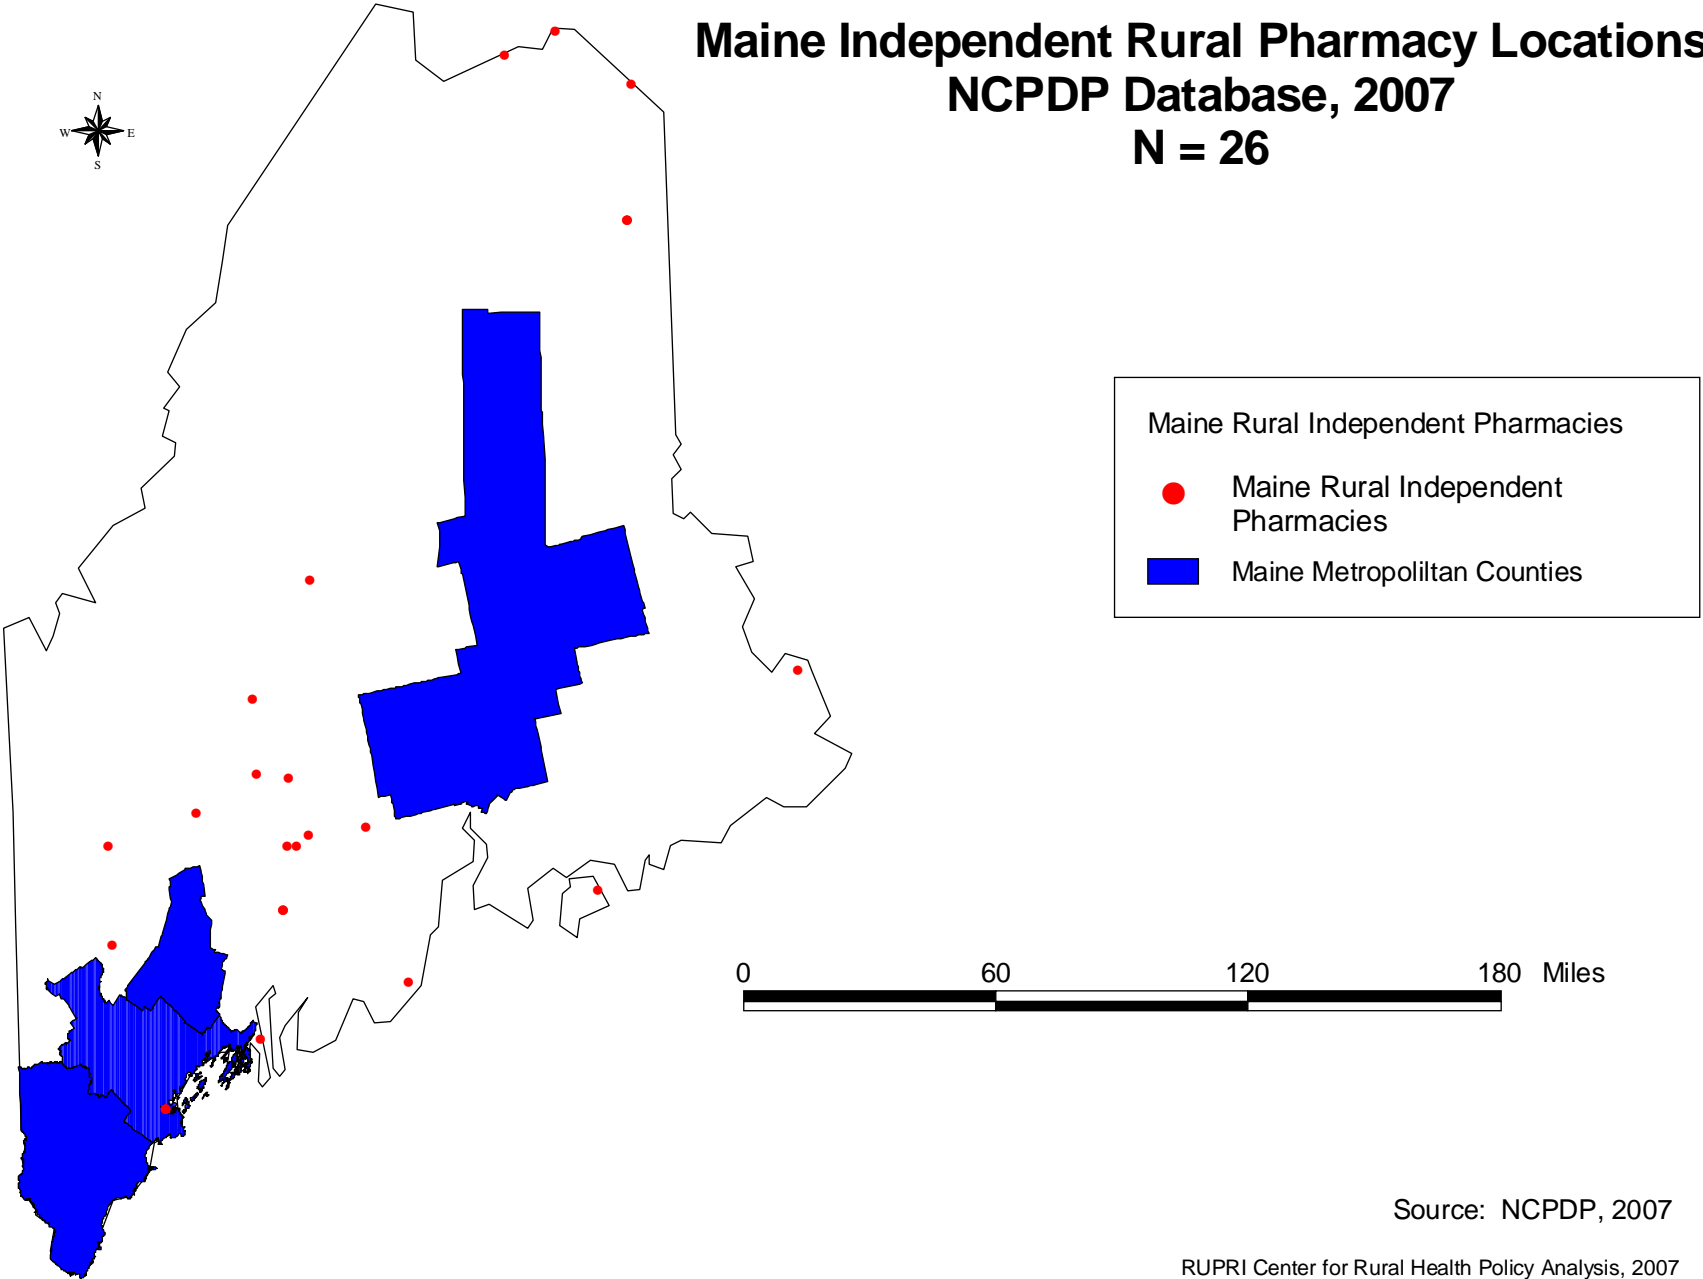 Maine Independent Rural Pharmacy Locations
NCPDP Database, 2007
N = 26
N
W E
S
Maine Rural Independent Pharmacies
Maine Rural Independent
Pharmacies
Maine Metropoliltan Counties
0 60 120 180 Miles
Source: NCPDP, 2007
RUPRI Center for Rural Health Policy Analysis, 2007